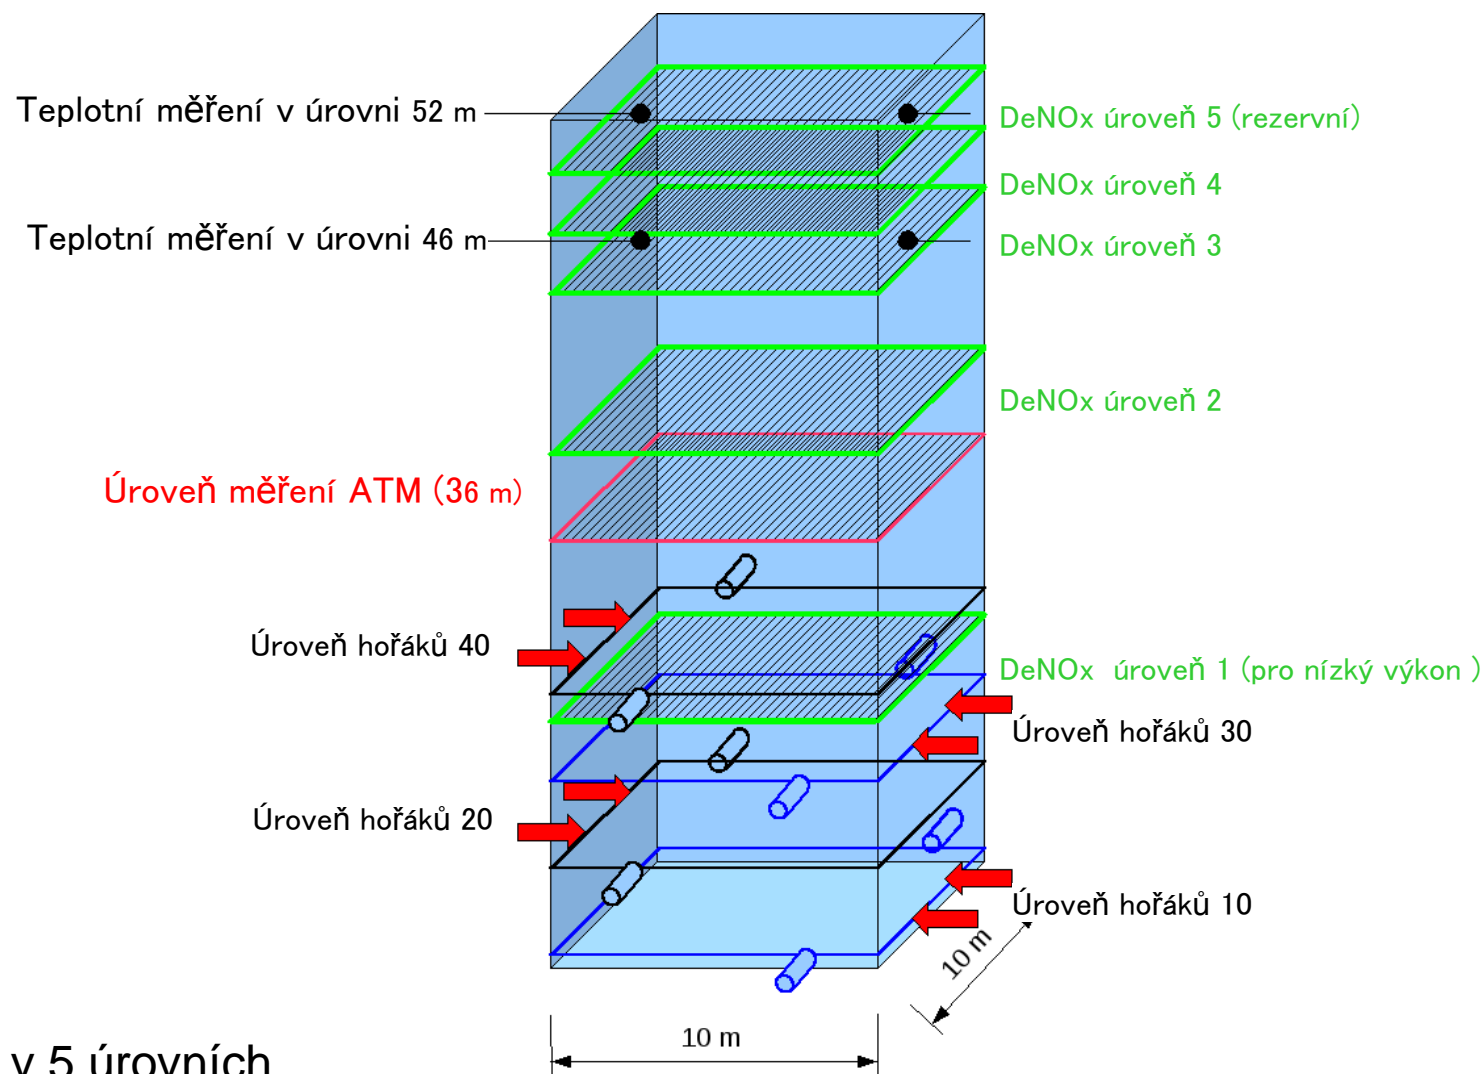 Teplotní měření v úrovni 52 m
DeNOx úroveň 5 (rezervní)
DeNOx úroveň 4
Teplotní měření v úrovni 46 m
DeNOx úroveň 3
DeNOx úroveň 2
Úroveň měření ATM (36 m)
Úroveň hořáků 40
DeNOx úroveň 1 (pro nízký výkon )
Úroveň hořáků 30
Úroveň hořáků 20
Úroveň hořáků 10
10 m
10 m
v 5 úrovních